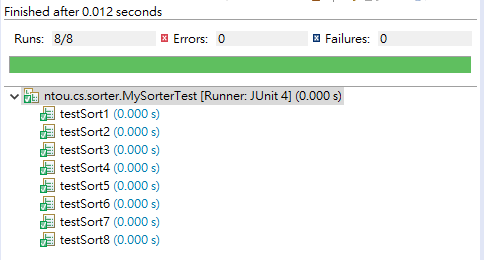 Finished after 0.012 seconds
Runs: 8/8 Errors: 0 Failures: 0
ntou.cs.sorter.MySorterTest [Runner: JUnit 4] (0.000 s)
testSort1 (0.000 s)
testSort2 (0.000 s)
testSort3 (0.000 s)
testSort4 (0.000 s)
testSort5 (0.000 s)
testSort6 (0.000 s)
testSort7 (0.000 s)
testSort8 (0.000 s)